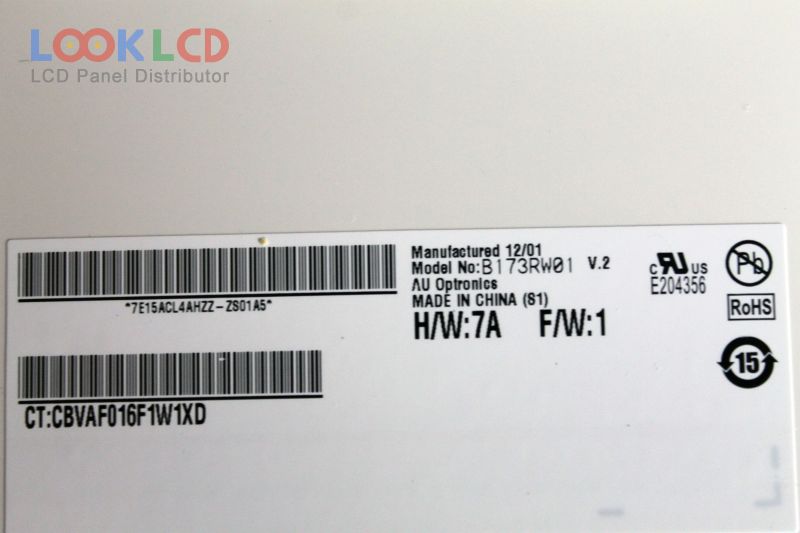 LOOKLCD
LCD Panel Distributor
*7E15ACL4AHZZ-ZS01A5*
CT:CBVAF016F1W1XD
Manufactured 12/01
Model No:B173RW01 V.2
AU Optronics
MADE IN CHINA (S1)
H/W:7A F/W:1
c RU US
E204356
Pb
RoHS
15